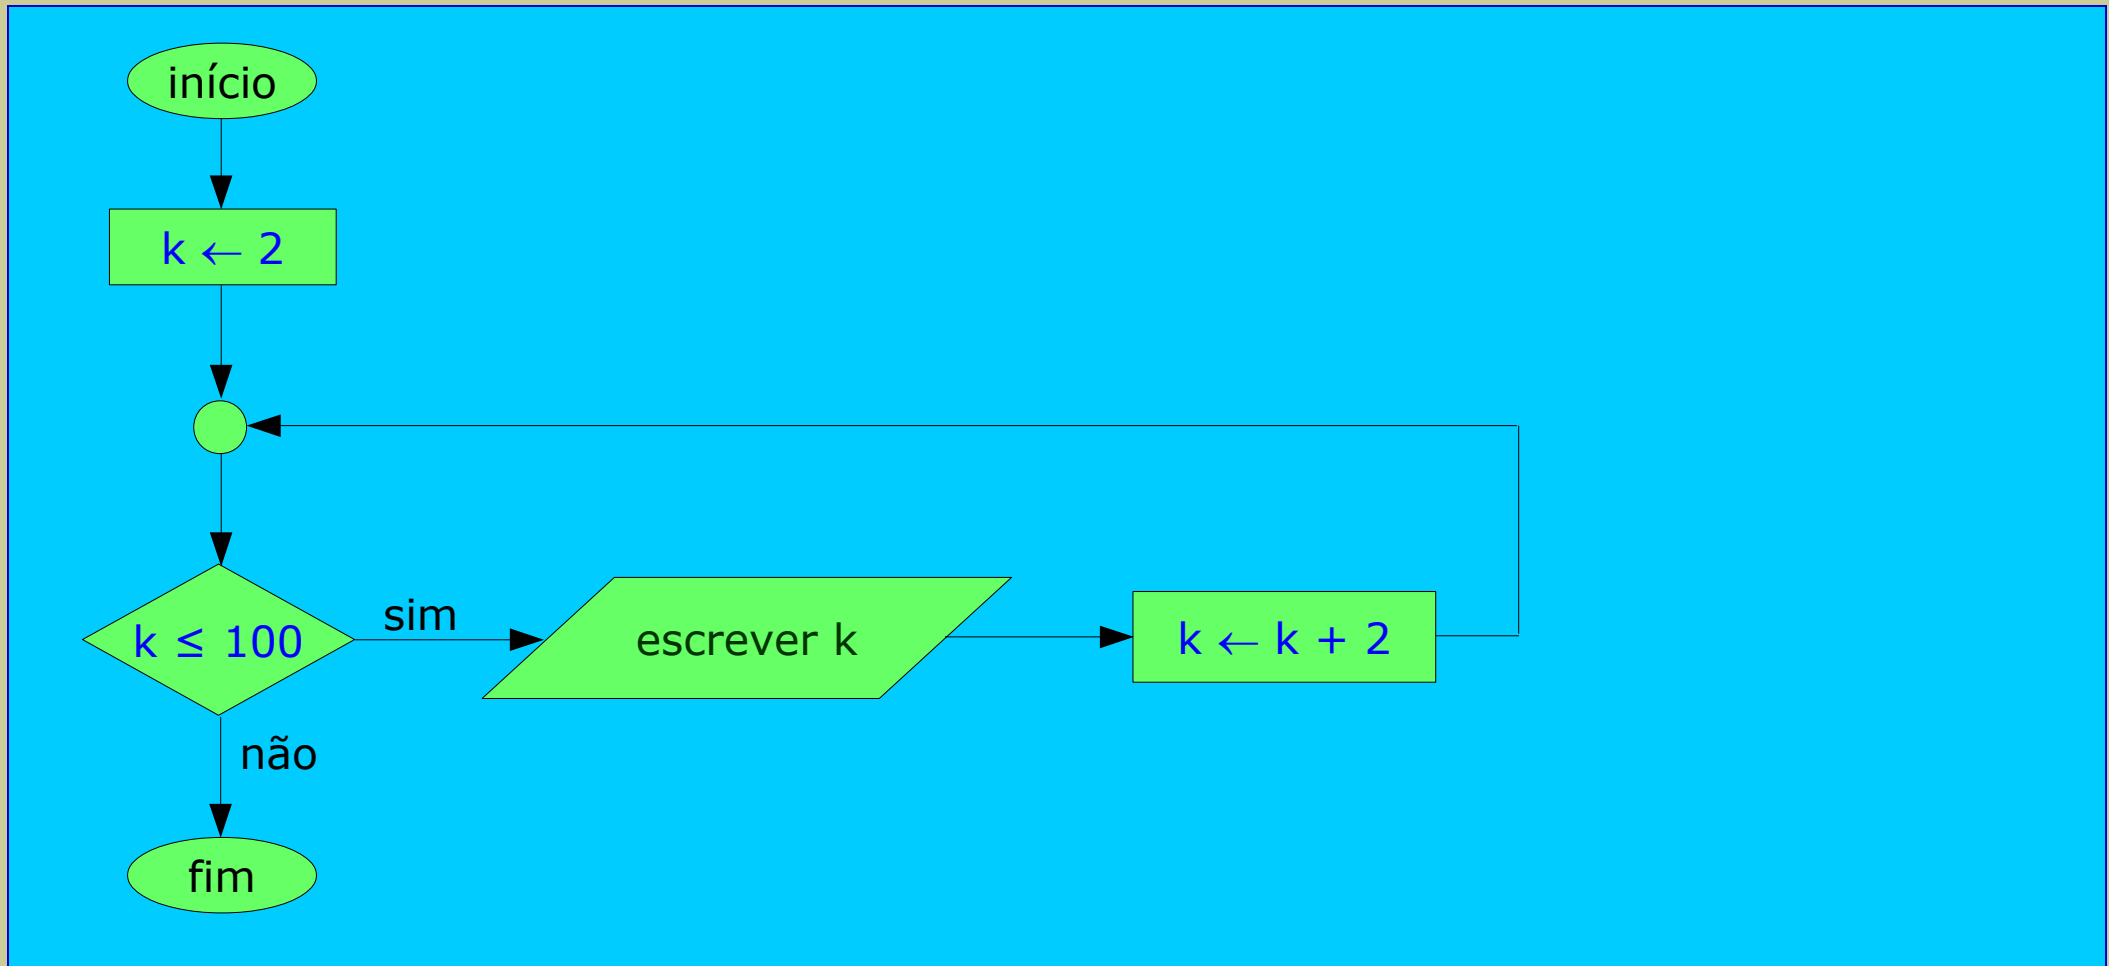 início
k ← 2
k ≤ 100
sim
escrever k
k ← k + 2
não
fim